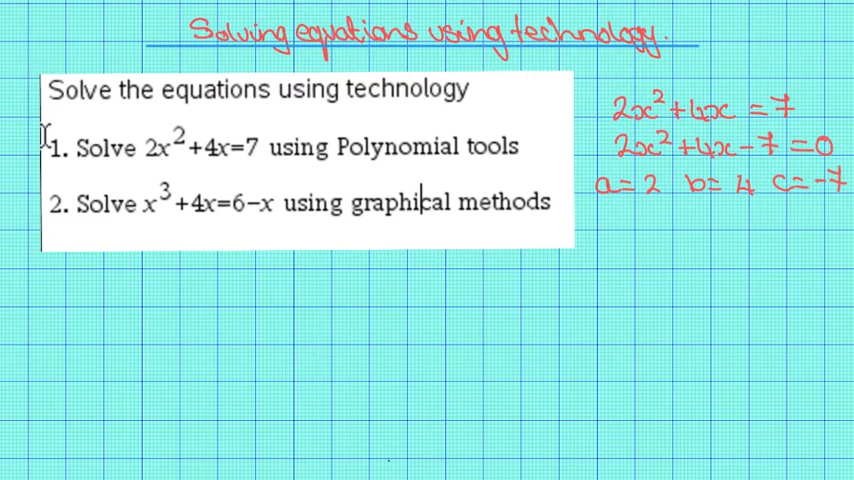 Solving equations using technology.
Solve the equations using technology
1. Solve 2x²+4x=7 using Polynomial tools
2. Solve x³+4x=6−x using graphical methods
2x²+4x=7
2x²+4x-7=0
a=2 b=4 c=-7